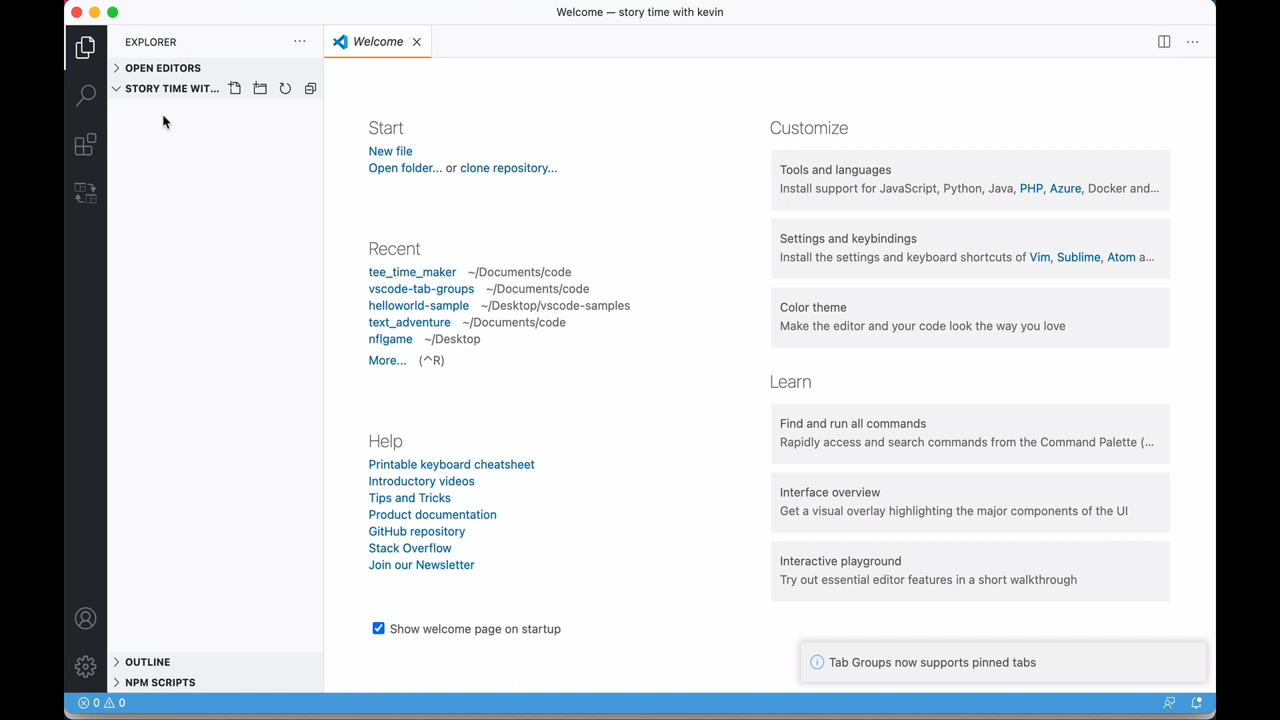 Welcome — story time with kevin
EXPLORER
OPEN EDITORS
STORY TIME WIT...
OUTLINE
NPM SCRIPTS
Welcome
Start
New file
Open folder... or clone repository...
Recent
tee_time_maker ~/Documents/code
vscode-tab-groups ~/Documents/code
helloworld-sample ~/Desktop/vscode-samples
text_adventure ~/Documents/code
nflgame ~/Desktop
More... (^R)
Help
Printable keyboard cheatsheet
Introductory videos
Tips and Tricks
Product documentation
GitHub repository
Stack Overflow
Join our Newsletter
Show welcome page on startup
Customize
Tools and languages
Install support for JavaScript, Python, Java, PHP, Azure, Docker and...
Settings and keybindings
Install the settings and keyboard shortcuts of Vim, Sublime, Atom a...
Color theme
Make the editor and your code look the way you love
Learn
Find and run all commands
Rapidly access and search commands from the Command Palette (...
Interface overview
Get a visual overlay highlighting the major components of the UI
Interactive playground
Try out essential editor features in a short walkthrough
Tab Groups now supports pinned tabs
0 0